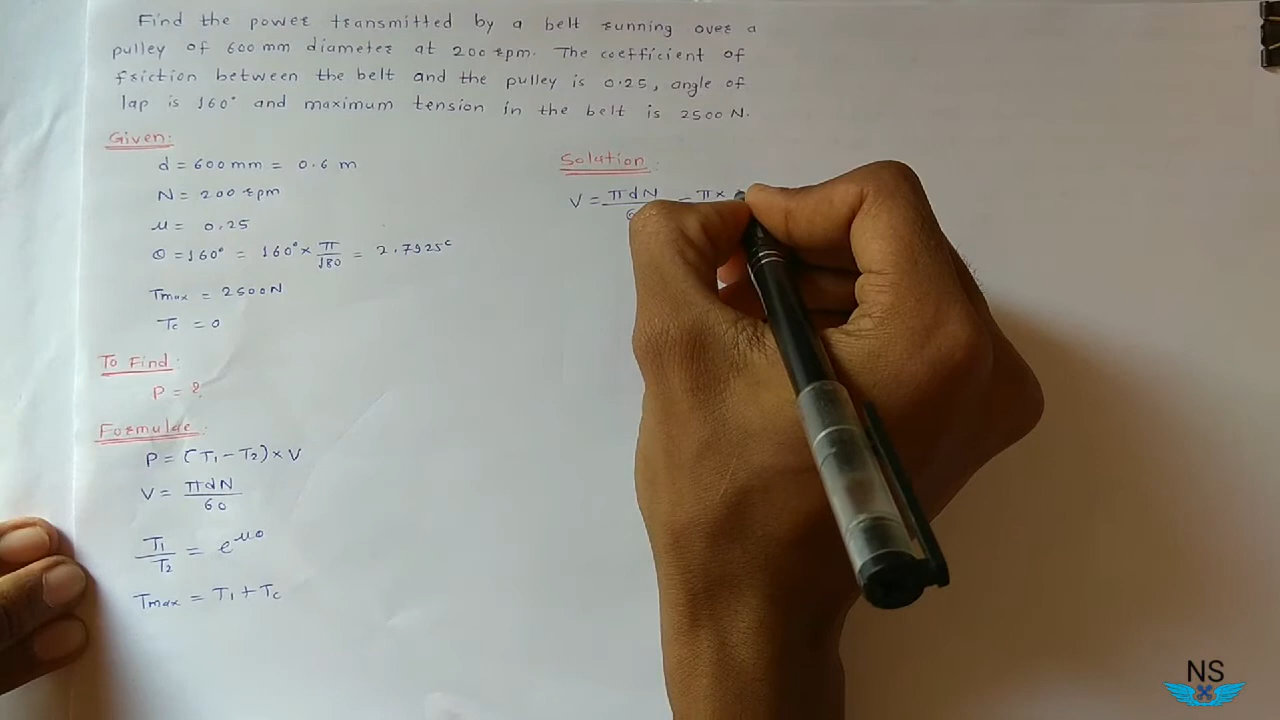 Find the power transmitted by a belt running over a
pulley of 600 mm diameter at 200 rpm. The coefficient of
friction between the belt and the pulley is 0.25, angle of
lap is 160° and maximum tension in the belt is 2500 N.
Given:
d = 600 mm = 0.6 m
N = 200 rpm
μ = 0.25
θ = 160° = 160° × π/180 = 2.7925ᶜ
Tmax = 2500N
Tc = 0
To Find:
P = ?
Formulae:
P = (T₁ - T₂) × V
V = πdN/60
T₁/T₂ = e^μθ
Tmax = T₁ + Tc
Solution:
V = πdN/6 = π×
NS